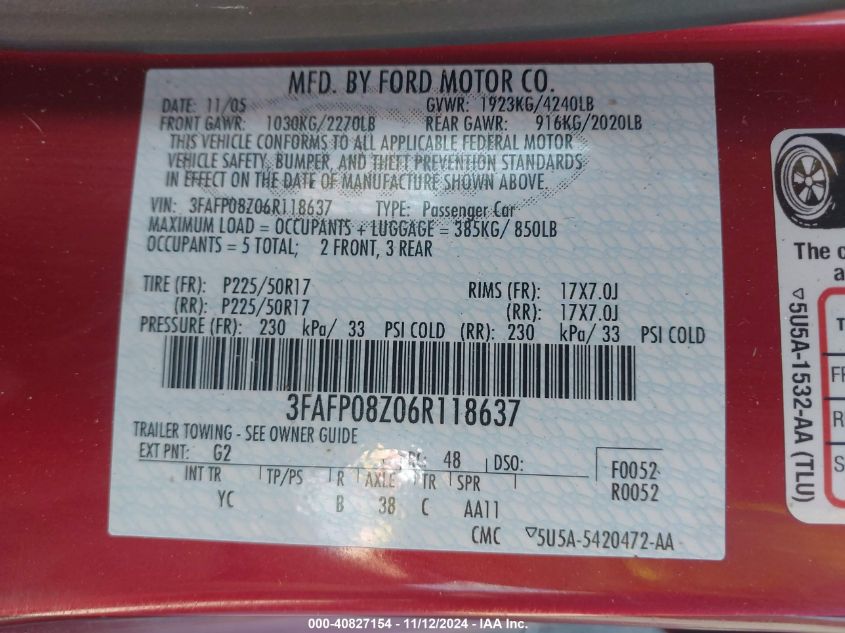 MFD. BY FORD MOTOR CO.
DATE: 11/05 GVWR: 1923KG/4240LB
FRONT GAWR: 1030KG/2270LB REAR GAWR: 916KG/2020LB
THIS VEHICLE CONFORMS TO ALL APPLICABLE FEDERAL MOTOR
VEHICLE SAFETY, BUMPER, AND THEFT PREVENTION STANDARDS
IN EFFECT ON THE DATE OF MANUFACTURE SHOWN ABOVE.
VIN: 3FAFP08Z06R118637 TYPE: Passenger Car
MAXIMUM LOAD = OCCUPANTS + LUGGAGE = 385KG/ 850LB
OCCUPANTS = 5 TOTAL; 2 FRONT, 3 REAR
TIRE (FR): P225/50R17 RIMS (FR): 17X7.0J
(RR): P225/50R17 (RR): 17X7.0J
PRESSURE (FR): 230 kPa/ 33 PSI COLD (RR): 230 kPa/ 33 PSI COLD
3FAFP08Z06R118637
TRAILER TOWING - SEE OWNER GUIDE
EXT PNT: G2 48 DSO: F0052
INT TR TP/PS R AXLE TR SPR R0052
YC B 38 C AA11
CMC 5U5A-5420472-AA
The
5U5A-1532-AA (TLU)
000-40827154 - 11/12/2024 - IAA Inc.